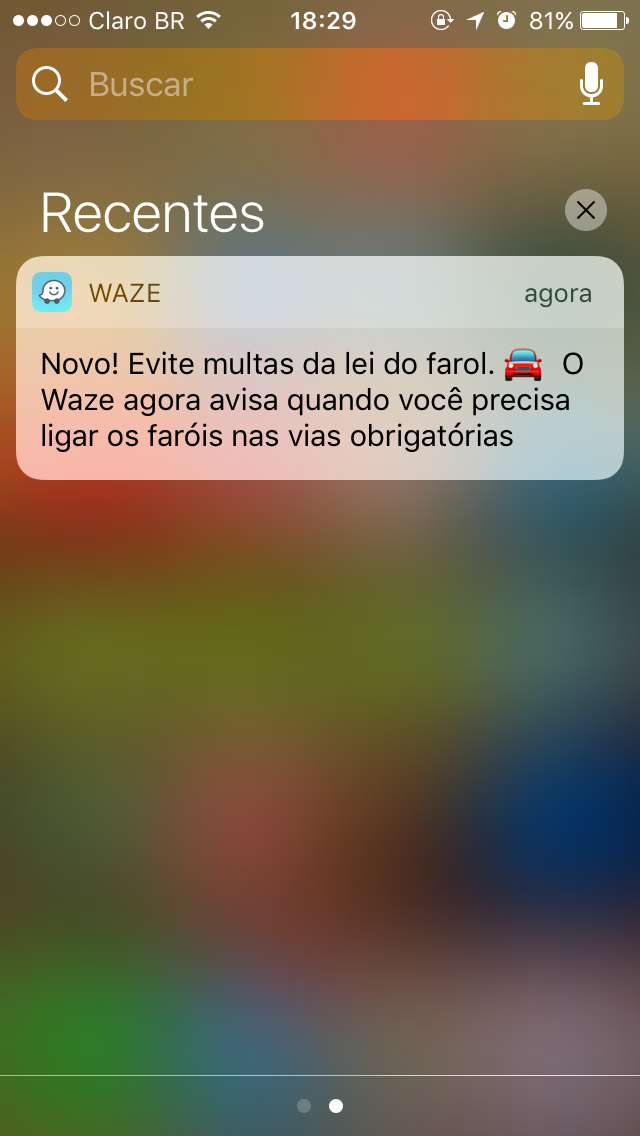 Claro BR 18:29 81%
Buscar
Recentes
WAZE agora
Novo! Evite multas da lei do farol. 🚘 O
Waze agora avisa quando você precisa
ligar os faróis nas vias obrigatórias